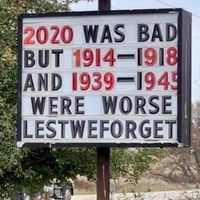 2020 WAS BAD
BUT 1914—1918
AND 1939—1945
WERE WORSE
LESTWEFORGET